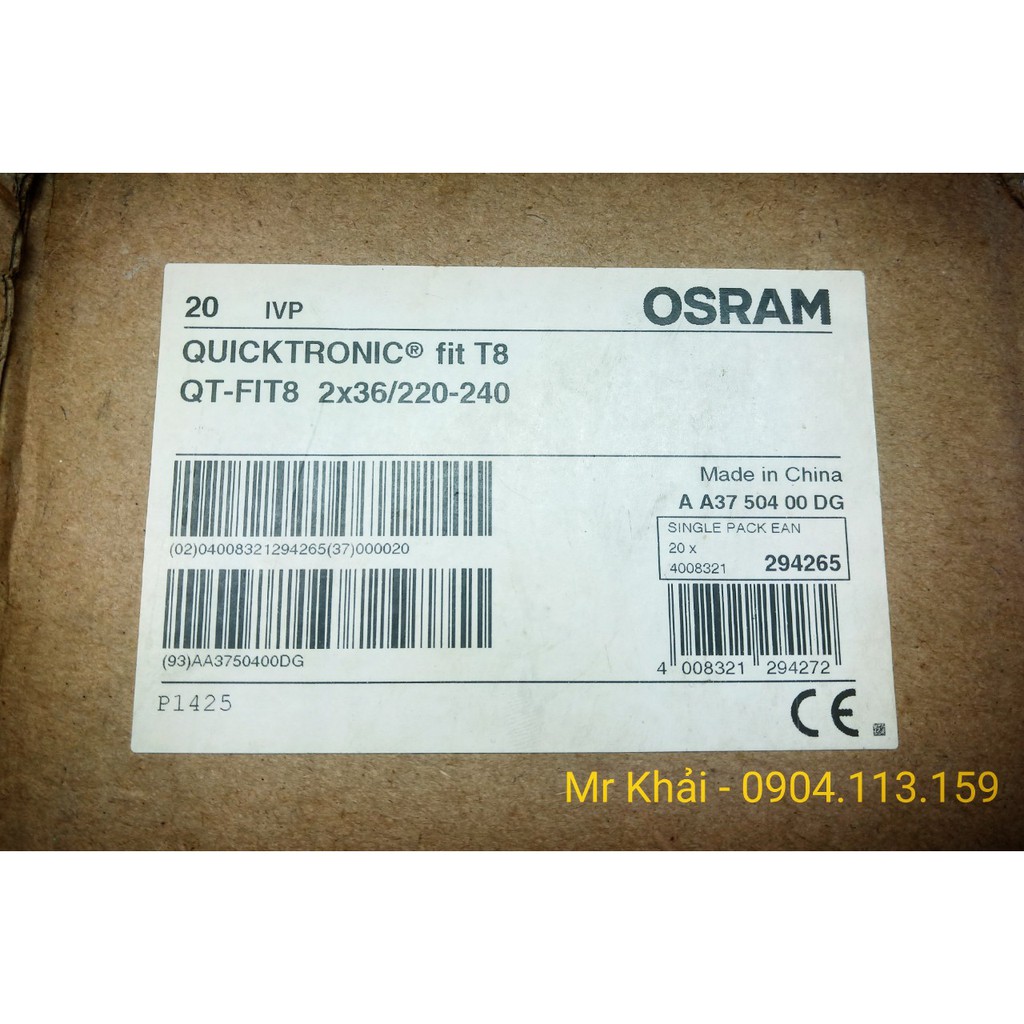 20 IVP OSRAM
QUICKTRONIC® fit T8
QT-FIT8 2x36/220-240
Made in China
A A37 504 00 DG
SINGLE PACK EAN
20 x
4008321 294265
(02)04008321294265(37)000020
(93)AA3750400DG
4 008321 294272
P1425
CE
Mr Khải - 0904.113.159